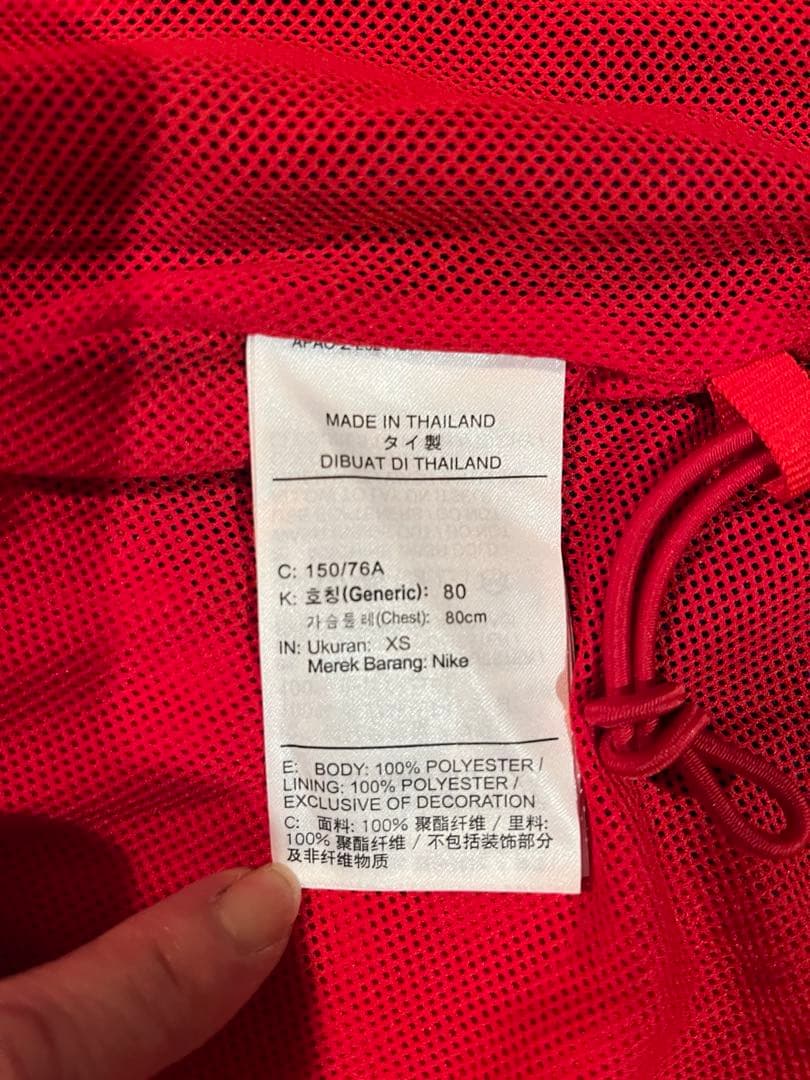 MADE IN THAILAND
タイ製
DIBUAT DI THAILAND
C: 150/76A
K: 호칭(Generic): 80
가슴둘레(Chest): 80cm
IN: Ukuran: XS
Merek Barang: Nike
E: BODY: 100% POLYESTER /
LINING: 100% POLYESTER /
EXCLUSIVE OF DECORATION
C: 面料: 100% 聚酯纤维 / 里料:
100% 聚酯纤维 / 不包括装饰部分
及非纤维物质